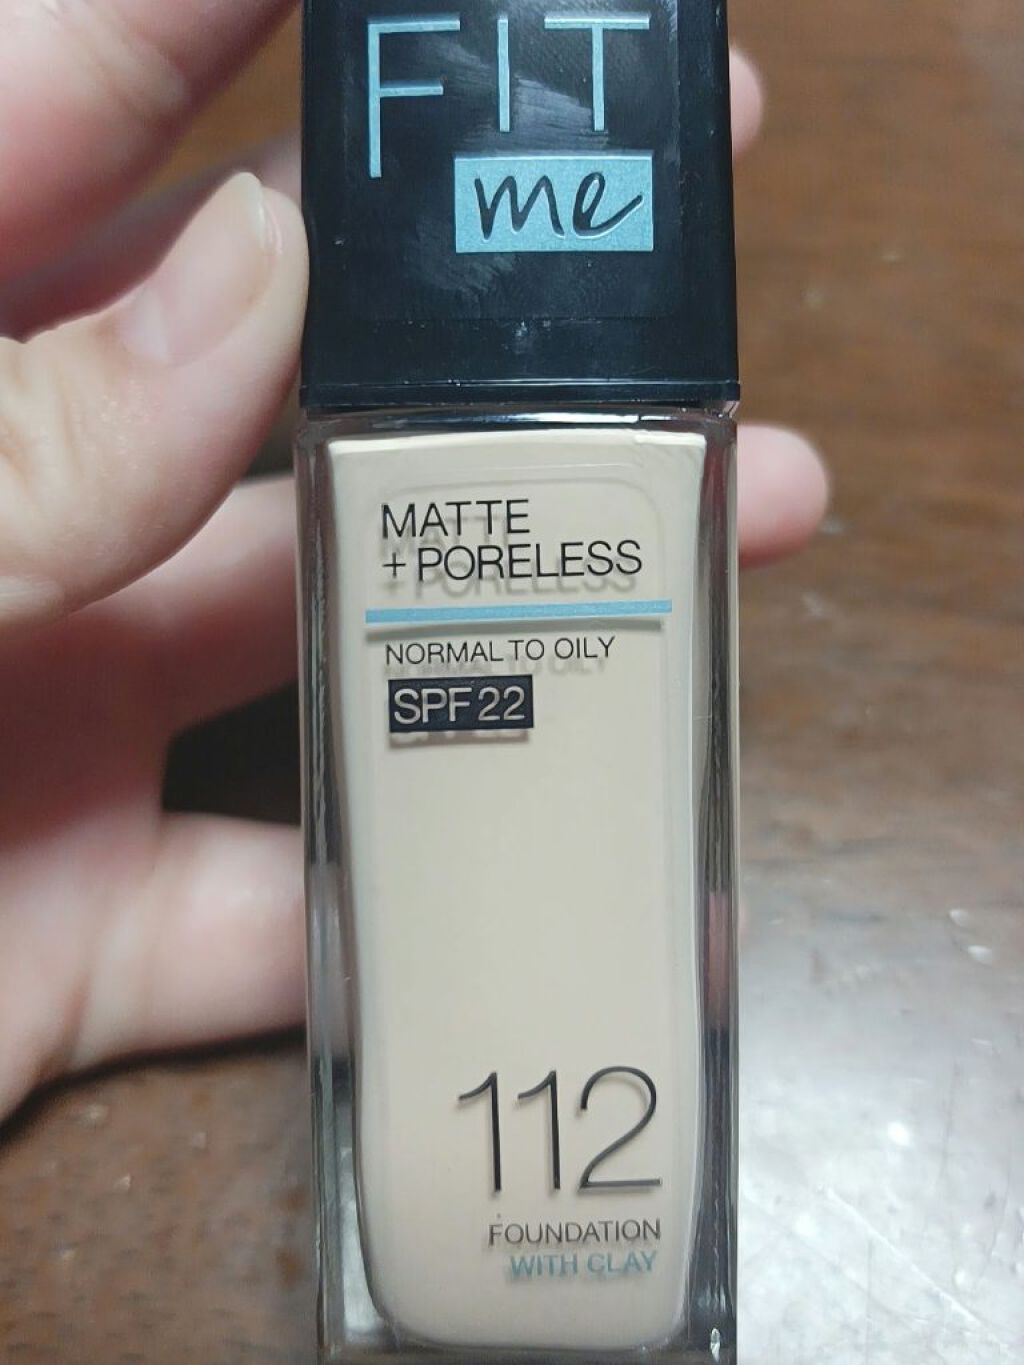 FIT
me
MATTE
+ PORELESS
NORMAL TO OILY
SPF 22
112
FOUNDATION
WITH CLAY